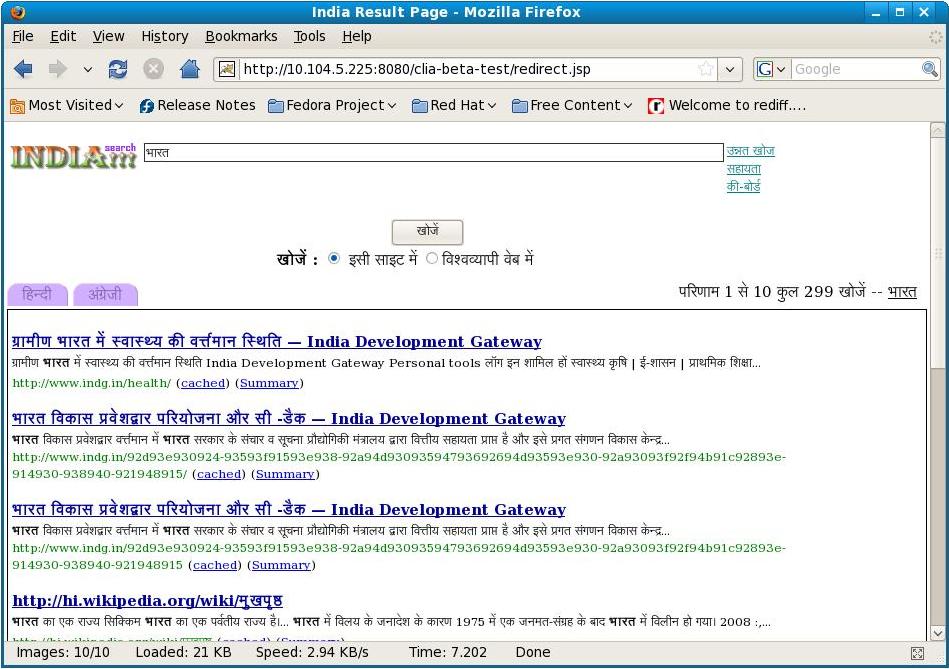 India Result Page - Mozilla Firefox
File Edit View History Bookmarks Tools Help
http://10.104.5.225:8080/clia-beta-test/redirect.jsp G Google
Most Visited Release Notes Fedora Project Red Hat Free Content Welcome to rediff....
INDIA!!! search भारत उन्नत खोज
सहायता
की-बोर्ड
खोजें
खोजें : इसी साइट में विश्वव्यापी वेब में
हिन्दी अंग्रेजी परिणाम 1 से 10 कुल 299 खोजें -- भारत
ग्रामीण भारत में स्वास्थ्य की वर्त्तमान स्थिति — India Development Gateway
ग्रामीण भारत में स्वास्थ्य की वर्त्तमान स्थिति India Development Gateway Personal tools लॉग इन शामिल हों स्वास्थ्य कृषि | ई-शासन | प्राथमिक शिक्षा...
http://www.indg.in/health/ (cached) (Summary)
भारत विकास प्रवेशद्वार परियोजना और सी -डैक — India Development Gateway
भारत विकास प्रवेशद्वार वर्त्तमान में भारत सरकार के संचार व सूचना प्रौद्योगिकी मंत्रालय द्वारा वित्तीय सहायता प्राप्त है और इसे प्रगत संगणन विकास केन्द्र...
http://www.indg.in/92d93e930924-93593f91593e938-92a94d93093594793692694d93593e930-92a93093f92f94b91c92893e-
914930-938940-921948915/ (cached) (Summary)
भारत विकास प्रवेशद्वार परियोजना और सी -डैक — India Development Gateway
भारत विकास प्रवेशद्वार वर्त्तमान में भारत सरकार के संचार व सूचना प्रौद्योगिकी मंत्रालय द्वारा वित्तीय सहायता प्राप्त है और इसे प्रगत संगणन विकास केन्द्र...
http://www.indg.in/92d93e930924-93593f91593e938-92a94d93093594793692694d93593e930-92a93093f92f94b91c92893e-
914930-938940-921948915 (cached) (Summary)
http://hi.wikipedia.org/wiki/मुखपृष्ठ
भारत का एक राज्य सिक्किम भारत का एक पर्वतीय राज्य है।... भारत में विलय के जनादेश के कारण 1975 में एक जनमत-संग्रह के बाद भारत में विलीन हो गया। 2008 :,...
http://hi.wikipedia.org/wiki/मुखपृष्ठ (cached) (Summary)
Images: 10/10 Loaded: 21 KB Speed: 2.94 KB/s Time: 7.202 Done